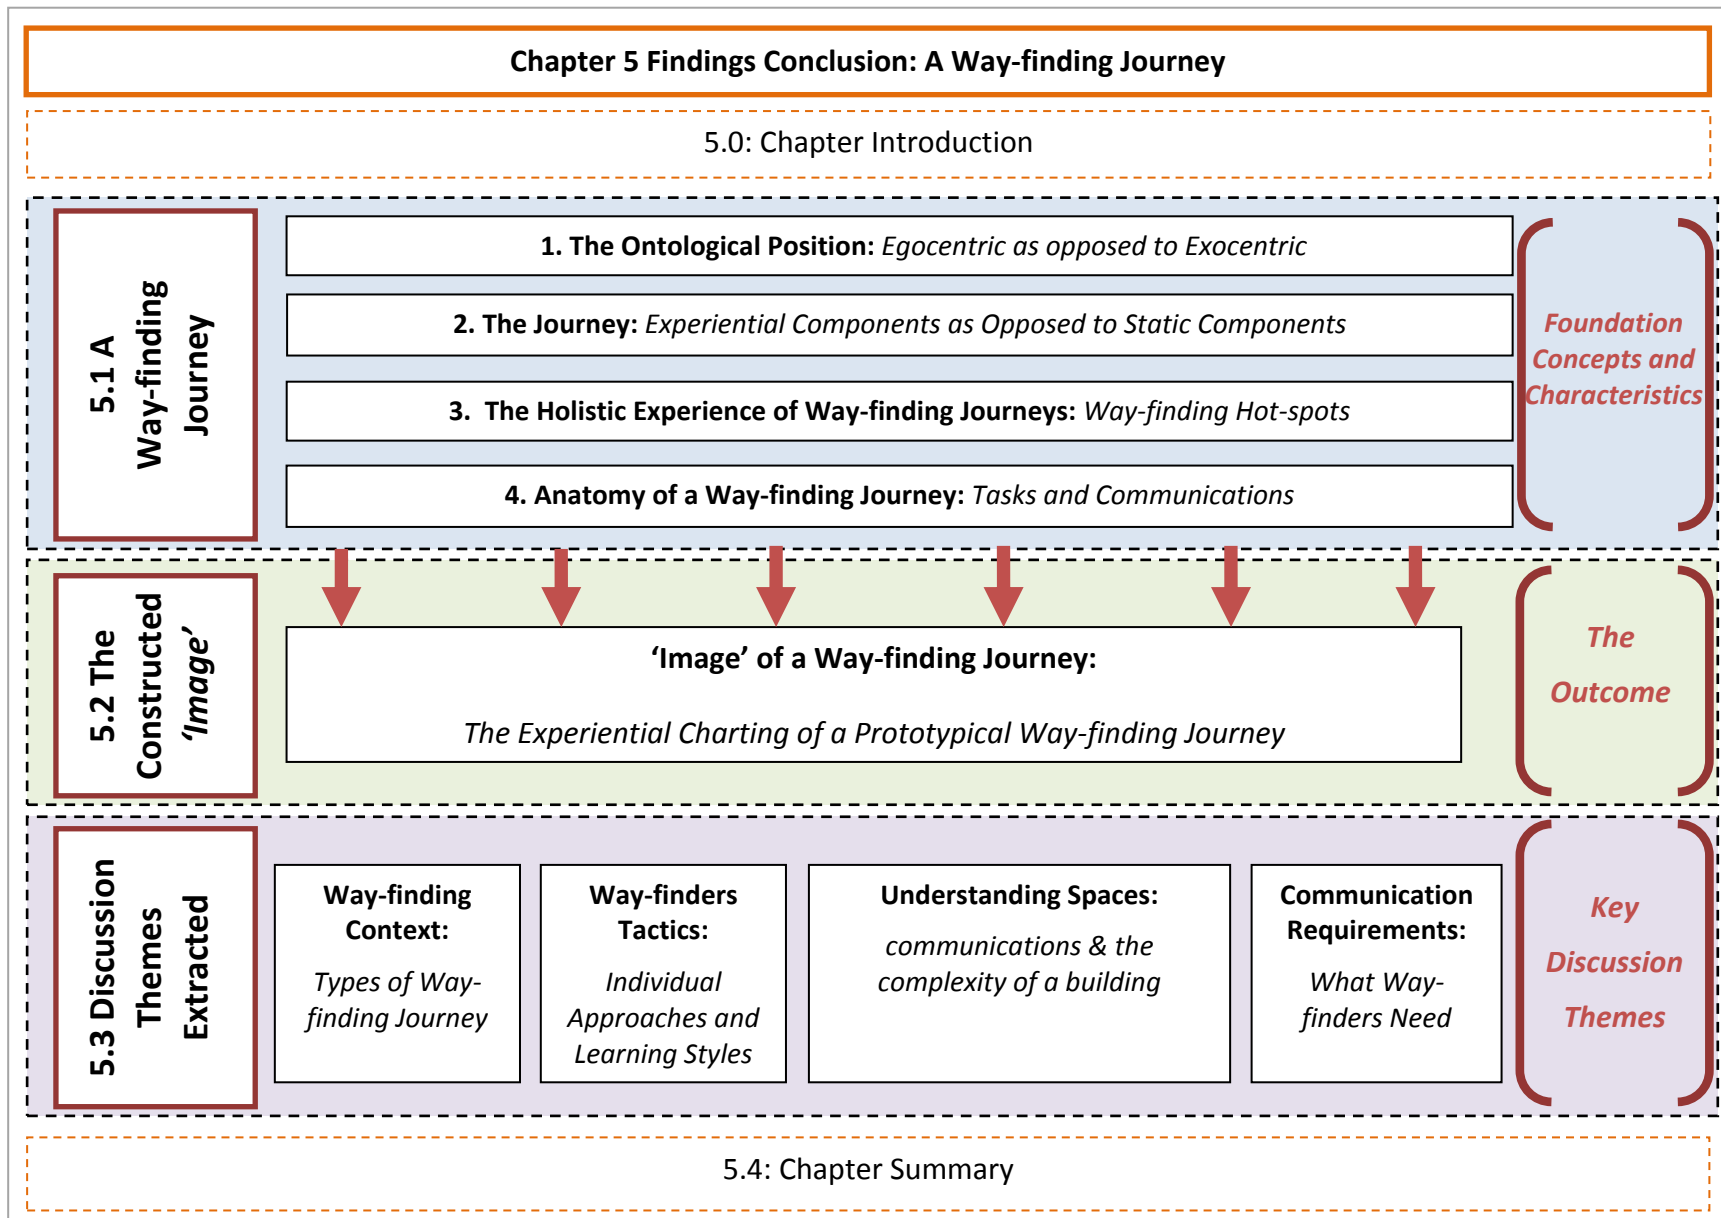 Chapter 5 Findings Conclusion: A Way-finding Journey
5.0: Chapter Introduction
5.1 A
Way-finding
Journey
1. The Ontological Position: Egocentric as opposed to Exocentric
2. The Journey: Experiential Components as Opposed to Static Components
3.  The Holistic Experience of Way-finding Journeys: Way-finding Hot-spots
4. Anatomy of a Way-finding Journey: Tasks and Communications
Foundation
Concepts and
Characteristics
5.2 The
Constructed
‘Image’
‘Image’ of a Way-finding Journey:
The Experiential Charting of a Prototypical Way-finding Journey
The
Outcome
5.3 Discussion
Themes
Extracted
Way-finding
Context:
Types of Way-
finding Journey
Way-finders
Tactics:
Individual
Approaches and
Learning Styles
Understanding Spaces:
communications & the
complexity of a building
Communication
Requirements:
What Way-
finders Need
Key
Discussion
Themes
5.4: Chapter Summary